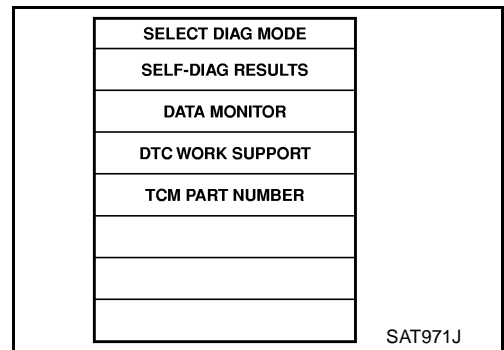 SELECT DIAG MODE
SELF-DIAG RESULTS
DATA MONITOR
DTC WORK SUPPORT
TCM PART NUMBER
SAT971J